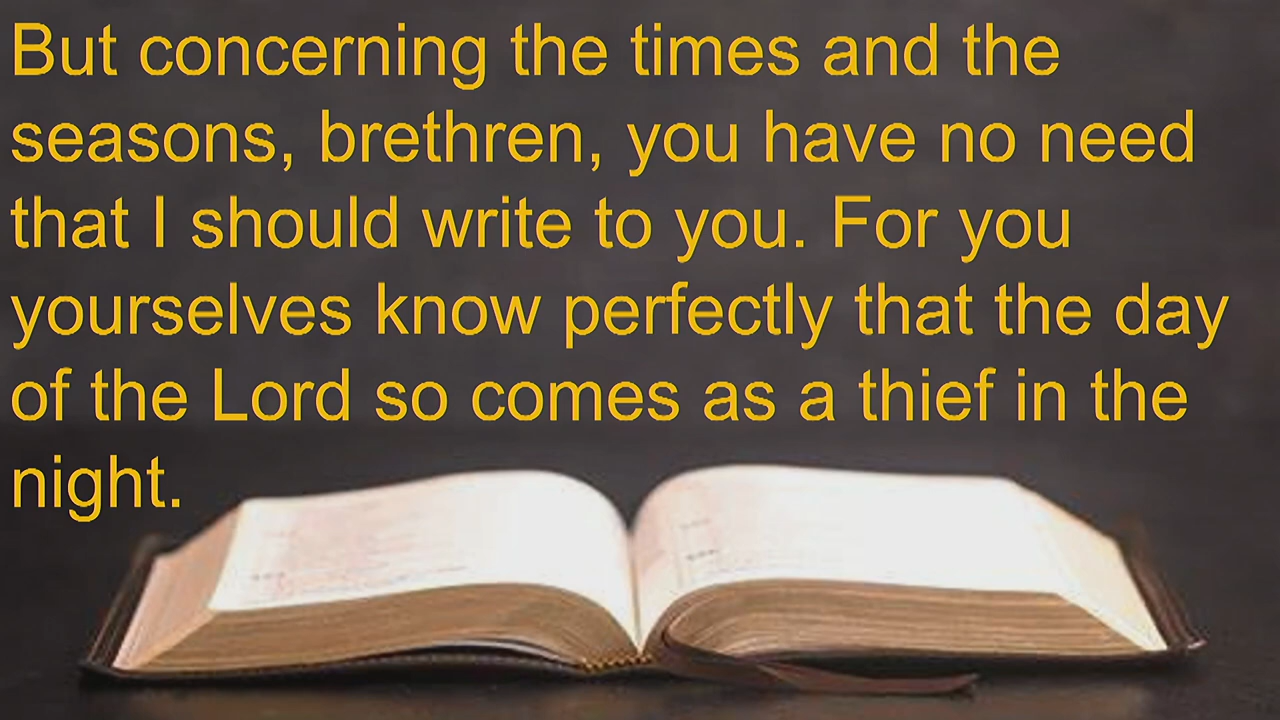 But concerning the times and the
seasons, brethren, you have no need
that I should write to you. For you
yourselves know perfectly that the day
of the Lord so comes as a thief in the
night.